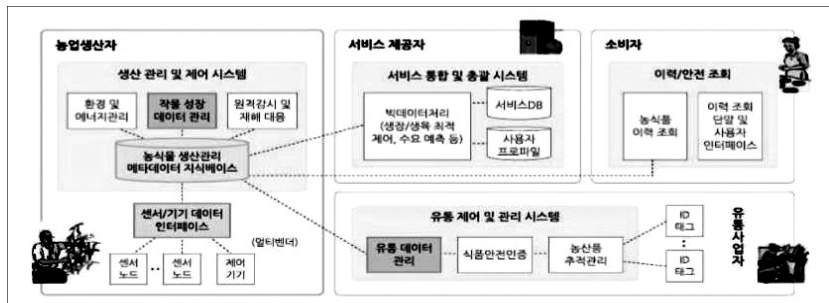 농업생산자
생산 관리 및 제어 시스템
환경 및
에너지관리
작물 성장
데이터 관리
원격감시 및
재해 대응
농식물 생산관리
메타데이터 지식베이스
센서/기기 데이터
인터페이스
(멀티벤더)
센서
노드
센서
노드
제어
기기
서비스 제공자
서비스 통합 및 총괄 시스템
빅데이터처리
(생장/생육 최적
제어, 수요 예측 등)
서비스DB
사용자
프로파일
소비자
이력/안전 조회
농식품
이력 조회
이력 조회
단말 및
사용자
인터페이스
유통 제어 및 관리 시스템
유통 데이터
관리
식품안전인증
농산품
추적관리
ID
태그
ID
태그
유통사업자